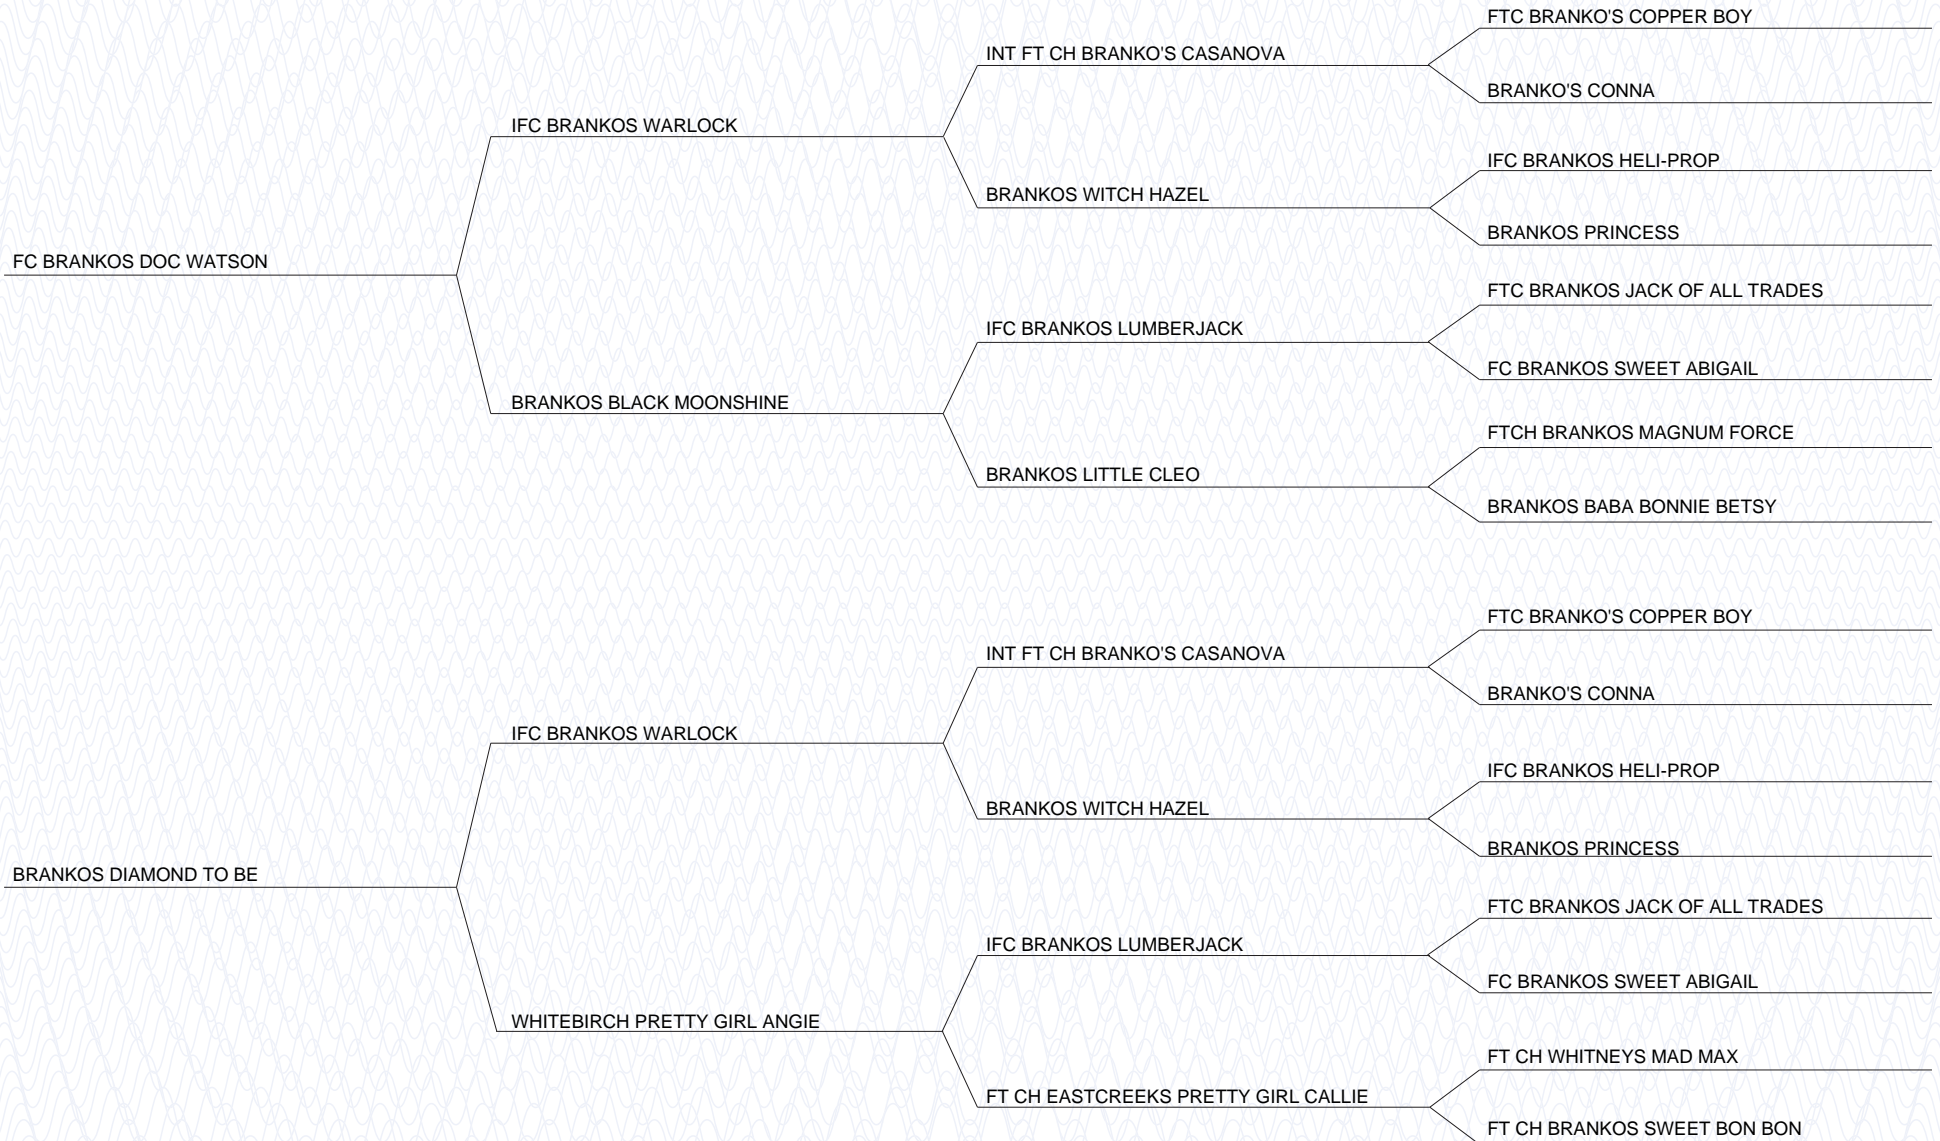 FTC BRANKO'S COPPER BOY
INT FT CH BRANKO'S CASANOVA
BRANKO'S CONNA
IFC BRANKOS WARLOCK
IFC BRANKOS HELI-PROP
BRANKOS WITCH HAZEL
BRANKOS PRINCESS
FC BRANKOS DOC WATSON
FTC BRANKOS JACK OF ALL TRADES
IFC BRANKOS LUMBERJACK
FC BRANKOS SWEET ABIGAIL
BRANKOS BLACK MOONSHINE
FTCH BRANKOS MAGNUM FORCE
BRANKOS LITTLE CLEO
BRANKOS BABA BONNIE BETSY
FTC BRANKO'S COPPER BOY
INT FT CH BRANKO'S CASANOVA
BRANKO'S CONNA
IFC BRANKOS WARLOCK
IFC BRANKOS HELI-PROP
BRANKOS WITCH HAZEL
BRANKOS PRINCESS
BRANKOS DIAMOND TO BE
FTC BRANKOS JACK OF ALL TRADES
IFC BRANKOS LUMBERJACK
FC BRANKOS SWEET ABIGAIL
WHITEBIRCH PRETTY GIRL ANGIE
FT CH WHITNEYS MAD MAX
FT CH EASTCREEKS PRETTY GIRL CALLIE
FT CH BRANKOS SWEET BON BON